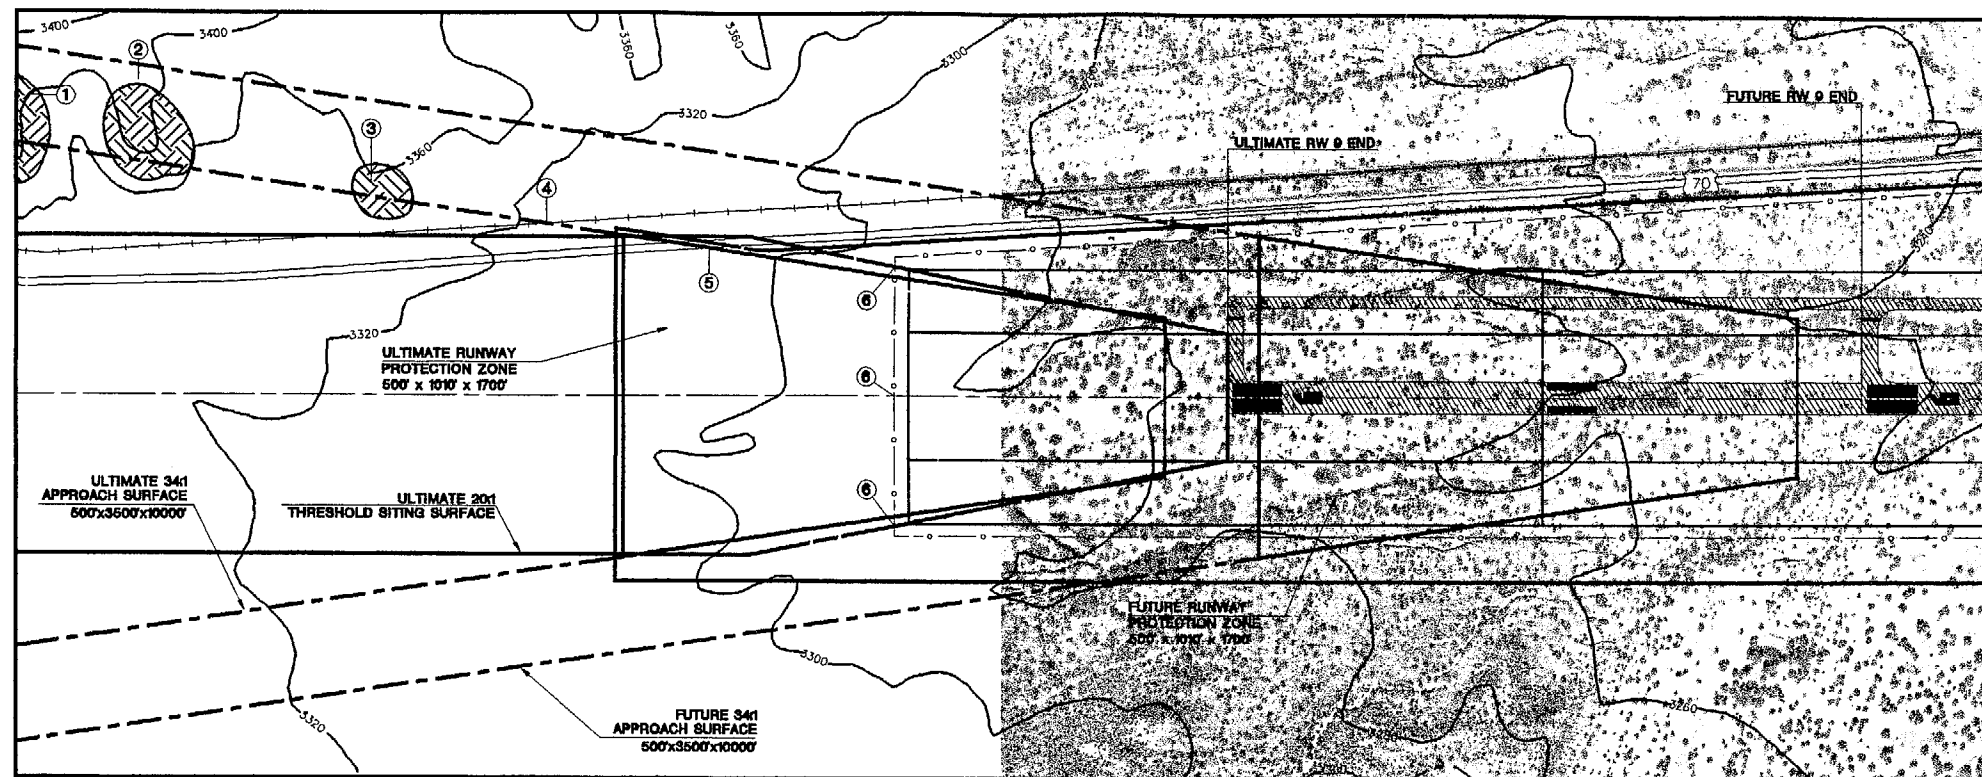 3400
3400
3360
3360
3300
3320
②
①
③
3360
④
⑤
⑥
⑥
⑥
FUTURE RW 9 END
ULTIMATE RW 9 END
70
3320
ULTIMATE RUNWAY
PROTECTION ZONE
500' x 1010' x 1700'
ULTIMATE 34:1
APPROACH SURFACE
500'x3500'x10000'
ULTIMATE 20:1
THRESHOLD SITING SURFACE
FUTURE RUNWAY
PROTECTION ZONE
500' x 1010' x 1700'
3300
3320
FUTURE 34:1
APPROACH SURFACE
500'x3500'x10000'